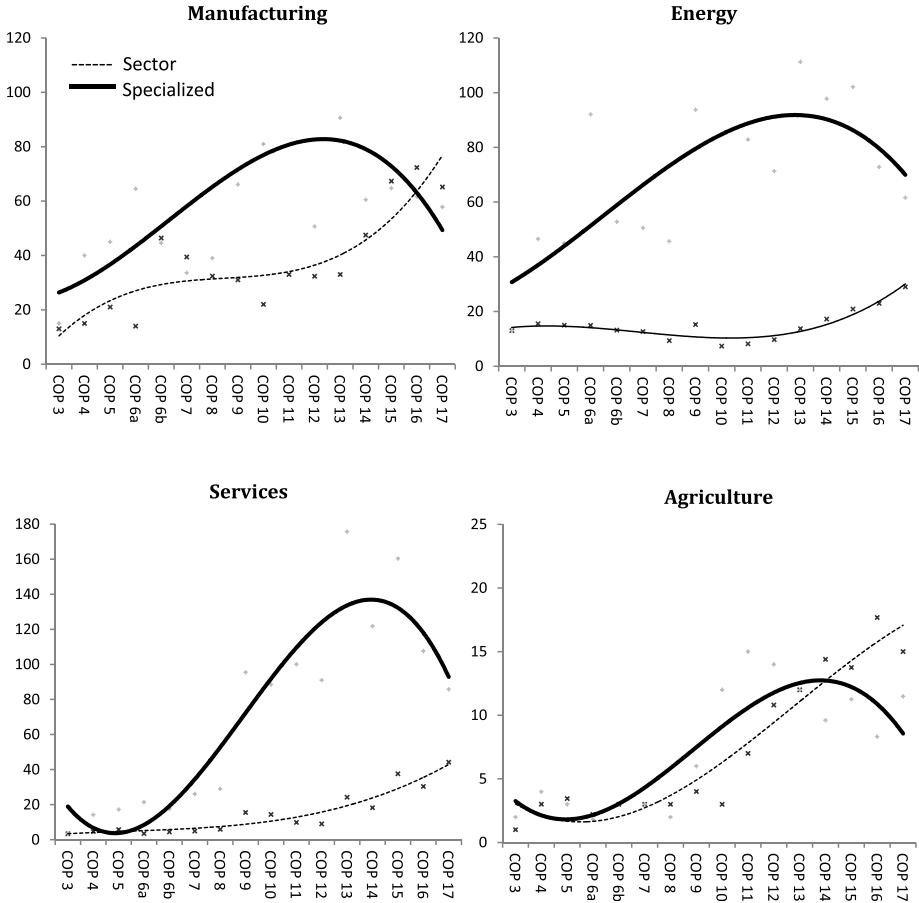 Manufacturing
120
100
80
60
40
20
0
Sector
Specialized
COP 3
COP 4
COP 5
COP 6a
COP 6b
COP 7
COP 8
COP 9
COP 10
COP 11
COP 12
COP 13
COP 14
COP 15
COP 16
COP 17
Energy
120
100
80
60
40
20
0
COP 3
COP 4
COP 5
COP 6a
COP 6b
COP 7
COP 8
COP 9
COP 10
COP 11
COP 12
COP 13
COP 14
COP 15
COP 16
COP 17
Services
180
160
140
120
100
80
60
40
20
0
COP 3
COP 4
COP 5
COP 6a
COP 6b
COP 7
COP 8
COP 9
COP 10
COP 11
COP 12
COP 13
COP 14
COP 15
COP 16
COP 17
Agriculture
25
20
15
10
5
0
COP 3
COP 4
COP 5
COP 6a
COP 6b
COP 7
COP 8
COP 9
COP 10
COP 11
COP 12
COP 13
COP 14
COP 15
COP 16
COP 17